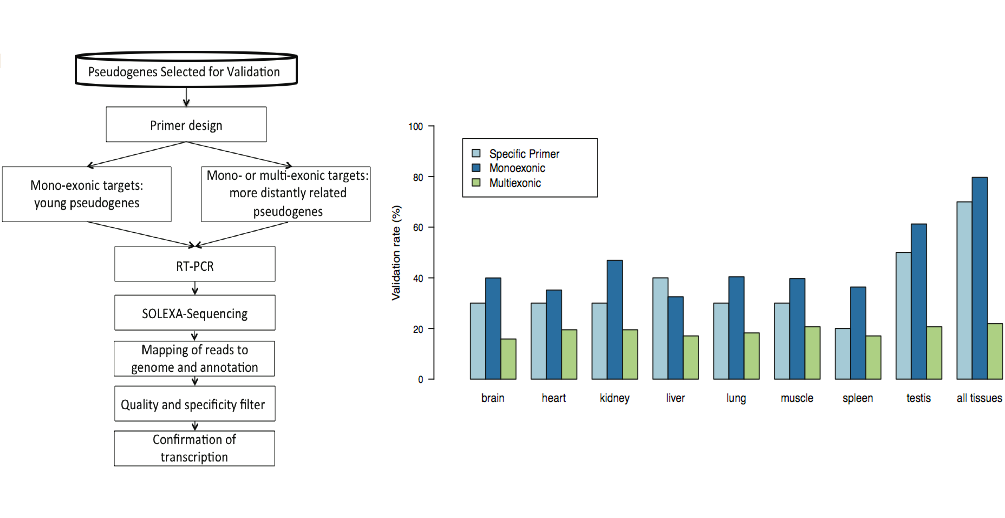 Pseudogenes Selected for Validation
Primer design
Mono-exonic targets:
young pseudogenes
Mono- or multi-exonic targets:
more distantly related
pseudogenes
RT-PCR
SOLEXA-Sequencing
Mapping of reads to
genome and annotation
Quality and specificity filter
Confirmation of
transcription
Validation rate (%)
100
80
60
40
20
0
Specific Primer
Monoexonic
Multiexonic
brain
heart
kidney
liver
lung
muscle
spleen
testis
all tissues